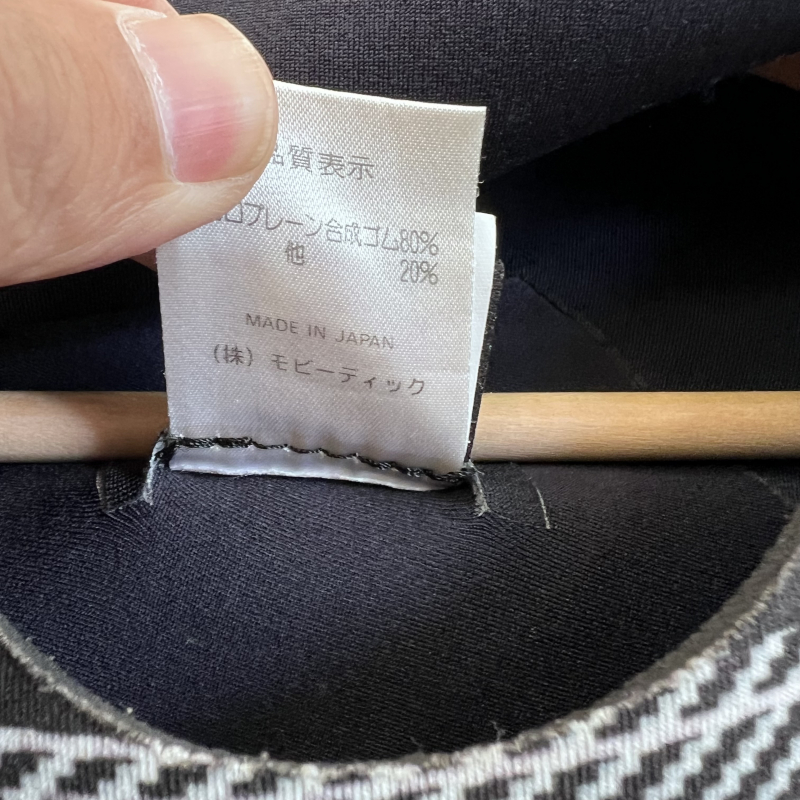 品質表示
ロプレーン合成ゴム80%
他 20%
MADE IN JAPAN
(株) モビーディック